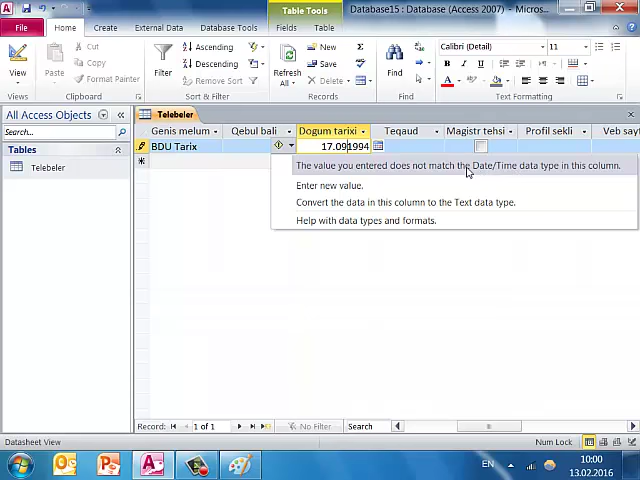 Table Tools
Database15 : Database (Access 2007) - Micros...
File
Home
Create
External Data
Database Tools
Fields
Table
View
Views
Paste
Cut
Copy
Format Painter
Clipboard
Filter
Ascending
Descending
Remove Sort
Sort & Filter
Refresh
All
New
Save
Delete
Records
Find
Find
Calibri (Detail)
11
B I U
Text Formatting
All Access Objects
Search...
Tables
Telebeler
Telebeler
Genis melum
Qebul bali
Dogum tarixi
Teqaud
Magistr tehsi
Profil sekli
Veb sayt
BDU Tarix
17.091994
The value you entered does not match the Date/Time data type in this column.
Enter new value.
Convert the data in this column to the Text data type.
Help with data types and formats.
Record:
1 of 1
No Filter
Search
Datasheet View
Num Lock
EN
10:00
13.02.2016